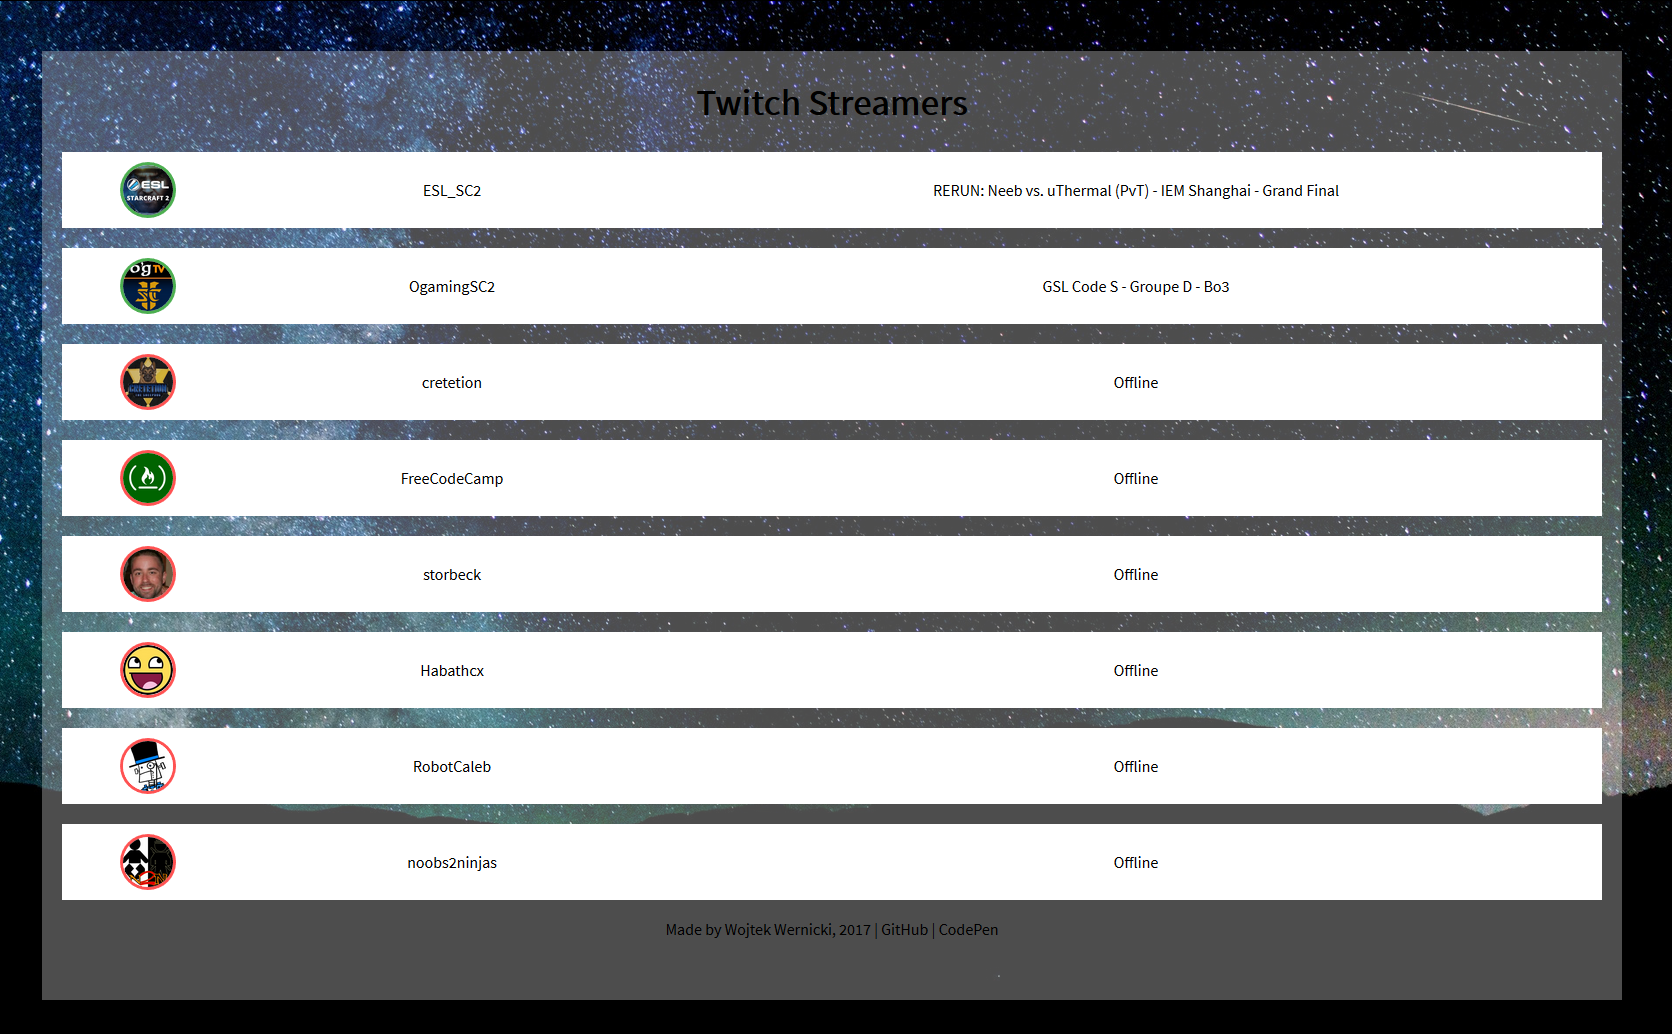 Twitch Streamers
ESL
STARCRAFT 2
ESL_SC2
RERUN: Neeb vs. uThermal (PvT) - IEM Shanghai - Grand Final
o'g TV
OgamingSC2
GSL Code S - Groupe D - Bo3
CRETETION
cretetion
Offline
FreeCodeCamp
Offline
storbeck
Offline
Habathcx
Offline
RobotCaleb
Offline
noobs2ninjas
Offline
Made by Wojtek Wernicki, 2017 | GitHub | CodePen